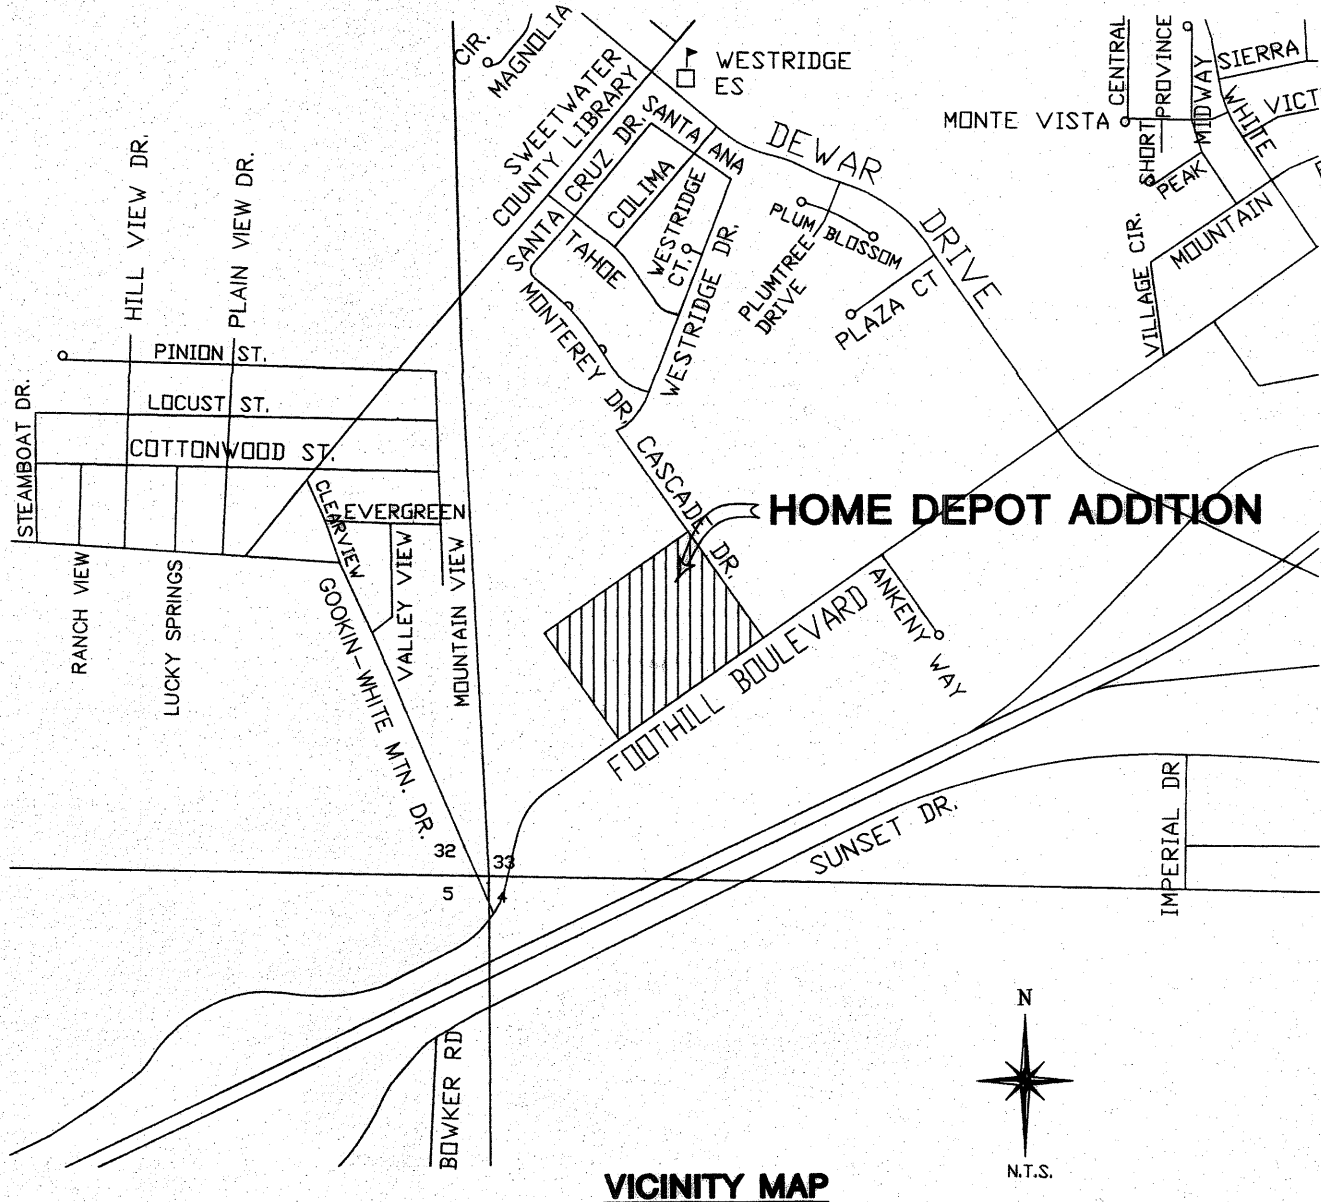 CIR.
MAGNOLIA
SWEETWATER
COUNTY LIBRARY
WESTRIDGE
ES
CENTRAL
PROVINCE
MIDWAY
SIERRA
WHITE
MONTE VISTA
SHORT
PEAK
VILLAGE CIR.
MOUNTAIN
SANTA ANA
SANTA CRUZ DR.
COLIMA
TAHOE
WESTRIDGE
CT.
WESTRIDGE DR.
MONTEREY DR.
DEWAR DRIVE
PLUM BLOSSOM
PLUMTREE
DRIVE
PLAZA CT
HILL VIEW DR.
PLAIN VIEW DR.
PINION ST.
LOCUST ST.
COTTONWOOD ST.
STEAMBOAT DR.
CLEARVIEW
EVERGREEN
RANCH VIEW
LUCKY SPRINGS
GOOKIN-WHITE MTN. DR.
VALLEY VIEW
MOUNTAIN VIEW
CASCADE DR.
HOME DEPOT ADDITION
FOOTHILL BOULEVARD
ANKENY WAY
SUNSET DR.
IMPERIAL DR
32
33
5
4
BOWKER RD
N
N.T.S.
VICINITY MAP